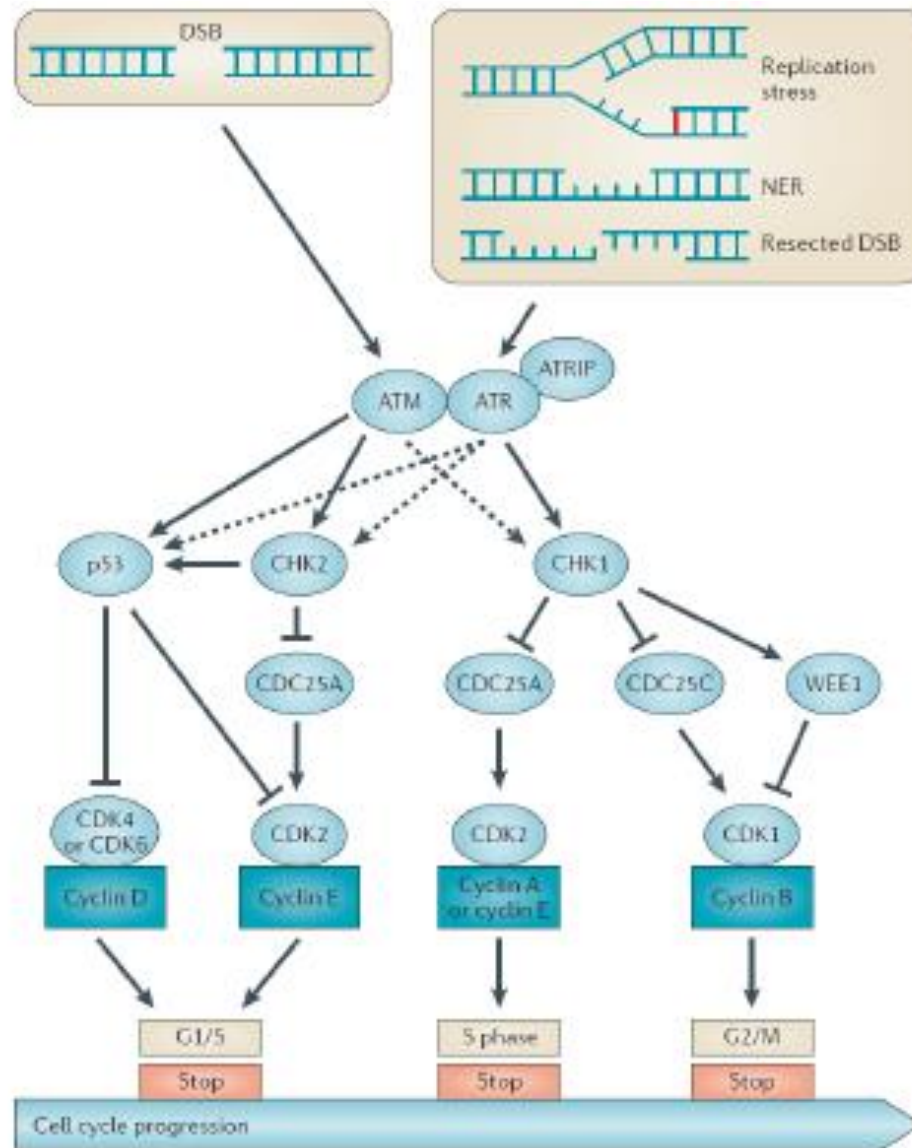 DSB
Replication
stress
NER
Resected DSB
ATM
ATR
ATRIP
p53
CHK2
CHK1
CDC25A
CDC25A
CDC25C
WEE1
CDK4
or CDK6
CDK2
CDK2
CDK1
Cyclin D
Cyclin E
Cyclin A
or cyclin E
Cyclin B
G1/S
S phase
G2/M
Stop
Stop
Stop
Cell cycle progression